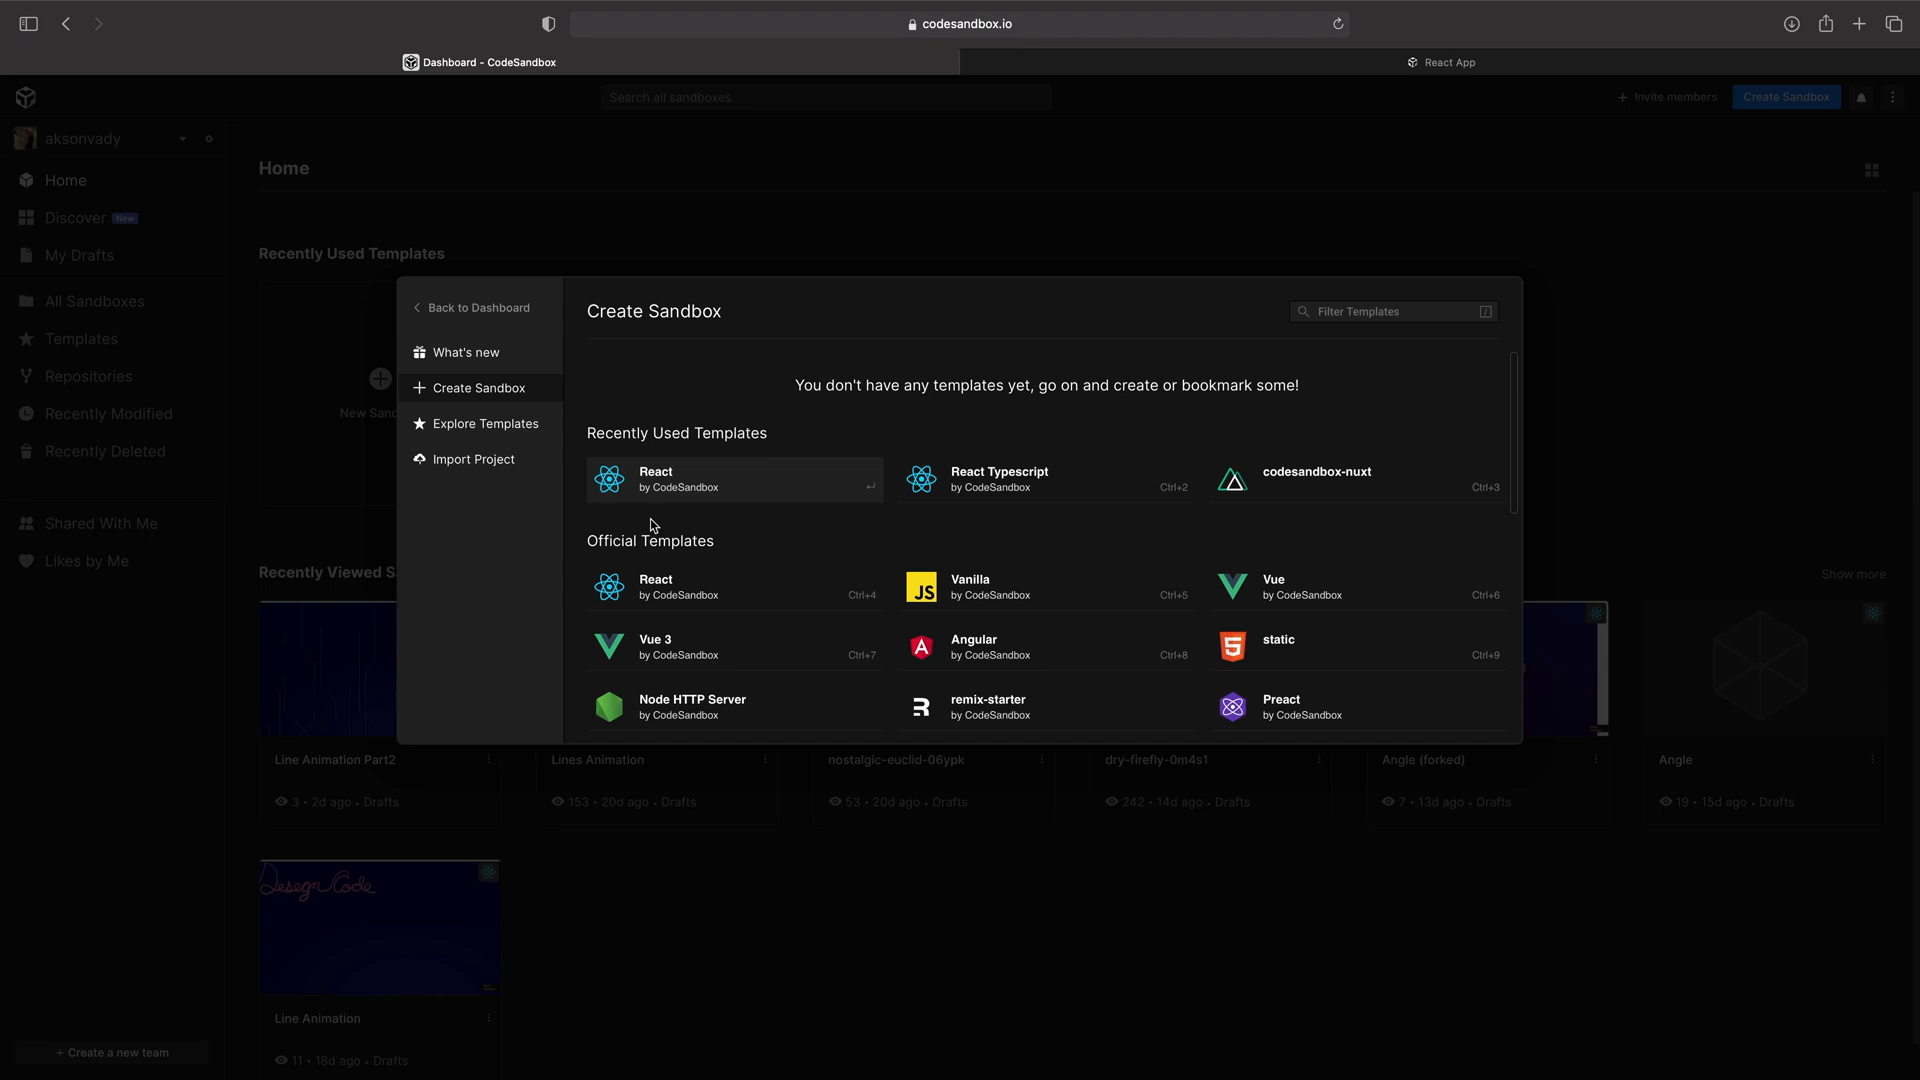 codesandbox.io
Dashboard - CodeSandbox
React App
Search all sandboxes
Invite members
Create Sandbox
aksonvady
Home
Discover New
My Drafts
All Sandboxes
Templates
Repositories
Recently Modified
Recently Deleted
Shared With Me
Likes by Me
+ Create a new team
Home
Recently Used Templates
New Sand
Back to Dashboard
What's new
Create Sandbox
Explore Templates
Import Project
Create Sandbox
Filter Templates /
You don't have any templates yet, go on and create or bookmark some!
Recently Used Templates
React
by CodeSandbox
React Typescript
by CodeSandbox Ctrl+2
codesandbox-nuxt
Ctrl+3
Official Templates
React
by CodeSandbox Ctrl+4
Vanilla
by CodeSandbox Ctrl+5
JS
Vue
by CodeSandbox Ctrl+6
Vue 3
by CodeSandbox Ctrl+7
Angular
by CodeSandbox Ctrl+8
static
Ctrl+9
Node HTTP Server
by CodeSandbox
remix-starter
by CodeSandbox
Preact
by CodeSandbox
Recently Viewed S
Show more
Line Animation Part2
3 • 2d ago • Drafts
Lines Animation
153 • 20d ago • Drafts
nostalgic-euclid-06ypk
53 • 20d ago • Drafts
dry-firefly-0m4s1
242 • 14d ago • Drafts
Angle (forked)
7 • 13d ago • Drafts
Angle
19 • 15d ago • Drafts
Design Code
Line Animation
11 • 18d ago • Drafts